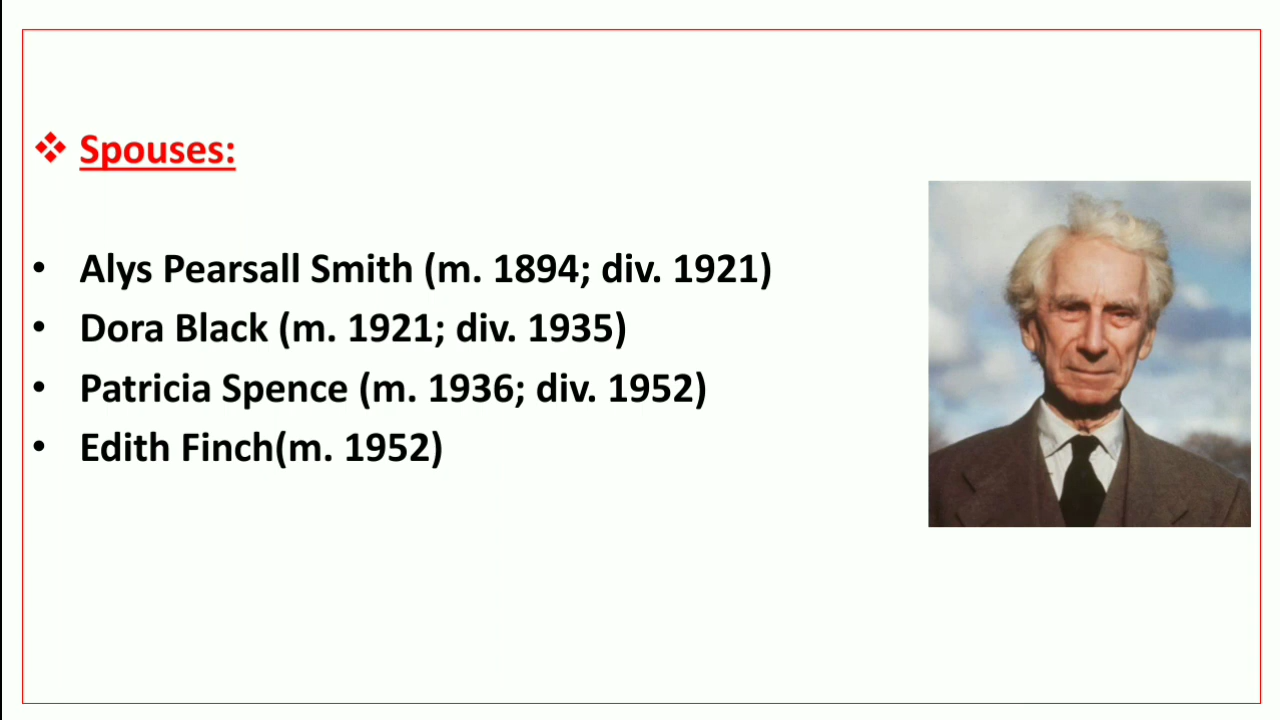 ❖ Spouses:
• Alys Pearsall Smith (m. 1894; div. 1921)
• Dora Black (m. 1921; div. 1935)
• Patricia Spence (m. 1936; div. 1952)
• Edith Finch(m. 1952)